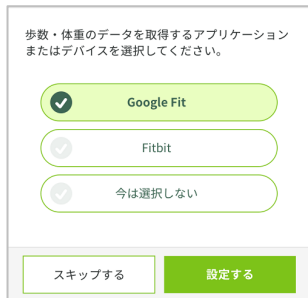 歩数・体重のデータを取得するアプリケーション
またはデバイスを選択してください。
Google Fit
Fitbit
今は選択しない
スキップする
設定する